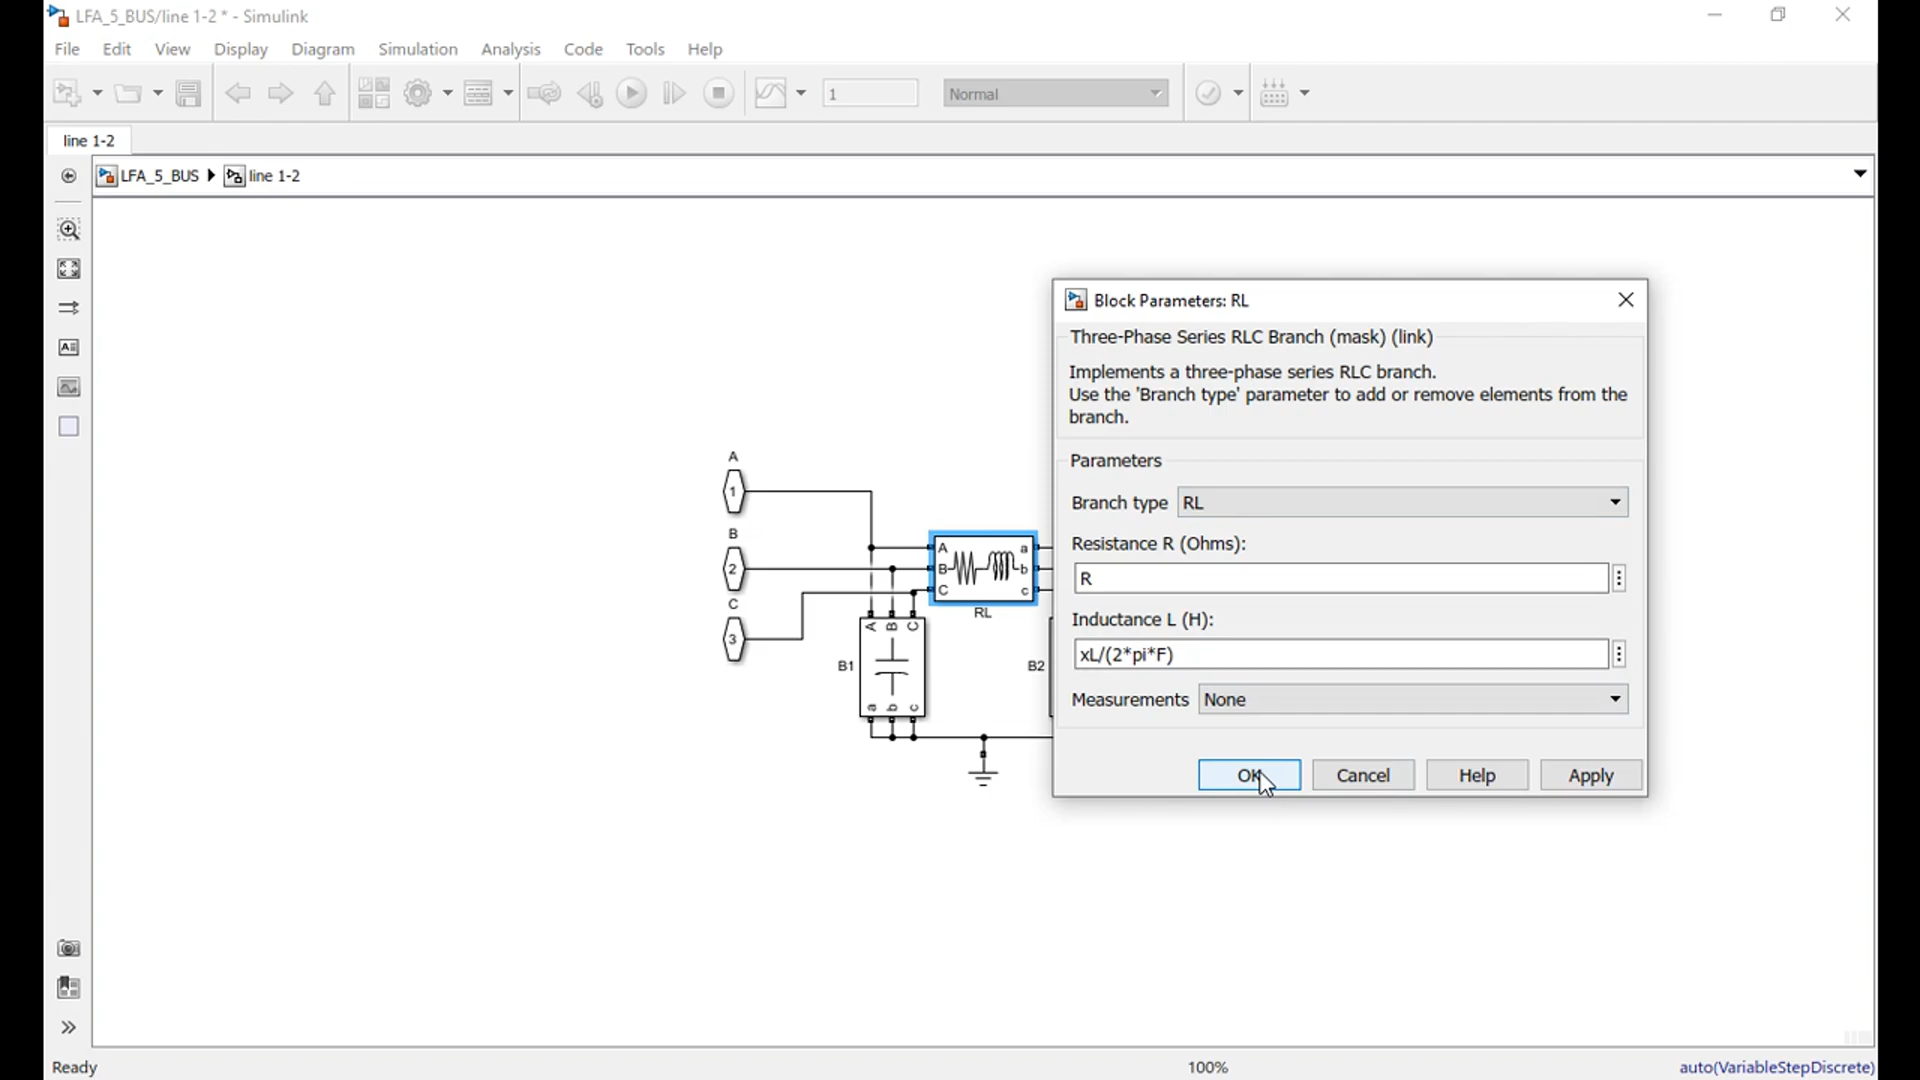 LFA_5_BUS/line 1-2 * - Simulink
File Edit View Display Diagram Simulation Analysis Code Tools Help
1 Normal
line 1-2
LFA_5_BUS line 1-2
Block Parameters: RL
Three-Phase Series RLC Branch (mask) (link)
Implements a three-phase series RLC branch.
Use the 'Branch type' parameter to add or remove elements from the
branch.
Parameters
Branch type RL
Resistance R (Ohms):
R
Inductance L (H):
xL/(2*pi*F)
Measurements None
OK Cancel Help Apply
A
1
B
2
C
3
A a
B b
C c
RL
A B C
B1
a b c
B2
Ready 100% auto(VariableStepDiscrete)